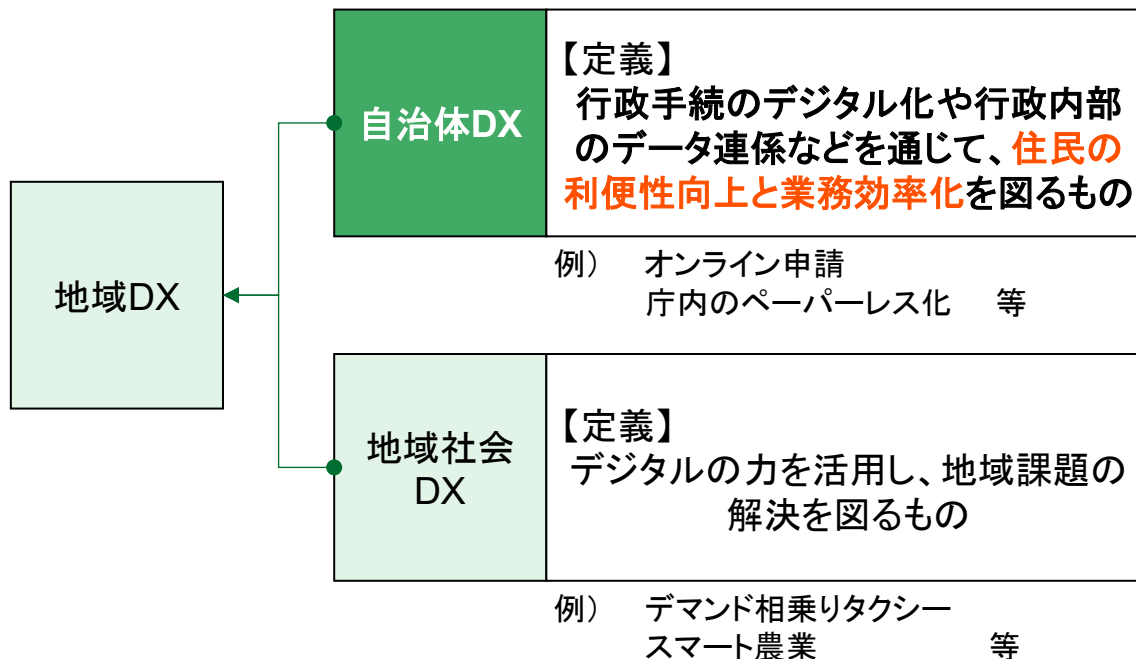 地域DX
自治体DX
【定義】
行政手続のデジタル化や行政内部
のデータ連係などを通じて、住民の
利便性向上と業務効率化を図るもの
例)　オンライン申請
庁内のペーパーレス化　等
地域社会
DX
【定義】
デジタルの力を活用し、地域課題の
解決を図るもの
例)　デマンド相乗りタクシー
スマート農業　等